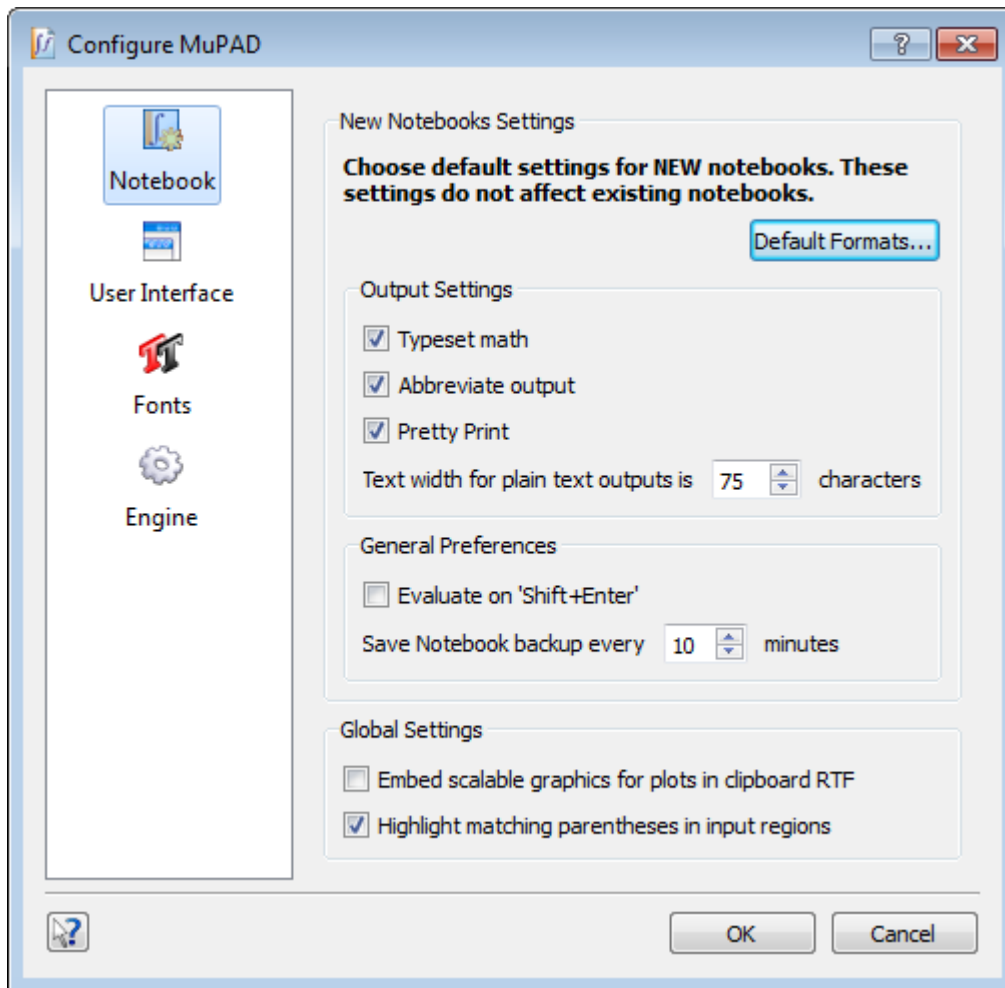 Configure MuPAD
Notebook
User Interface
Fonts
Engine
New Notebooks Settings
Choose default settings for NEW notebooks. These
settings do not affect existing notebooks.
Default Formats...
Output Settings
Typeset math
Abbreviate output
Pretty Print
Text width for plain text outputs is 75 characters
General Preferences
Evaluate on 'Shift+Enter'
Save Notebook backup every 10 minutes
Global Settings
Embed scalable graphics for plots in clipboard RTF
Highlight matching parentheses in input regions
OK Cancel